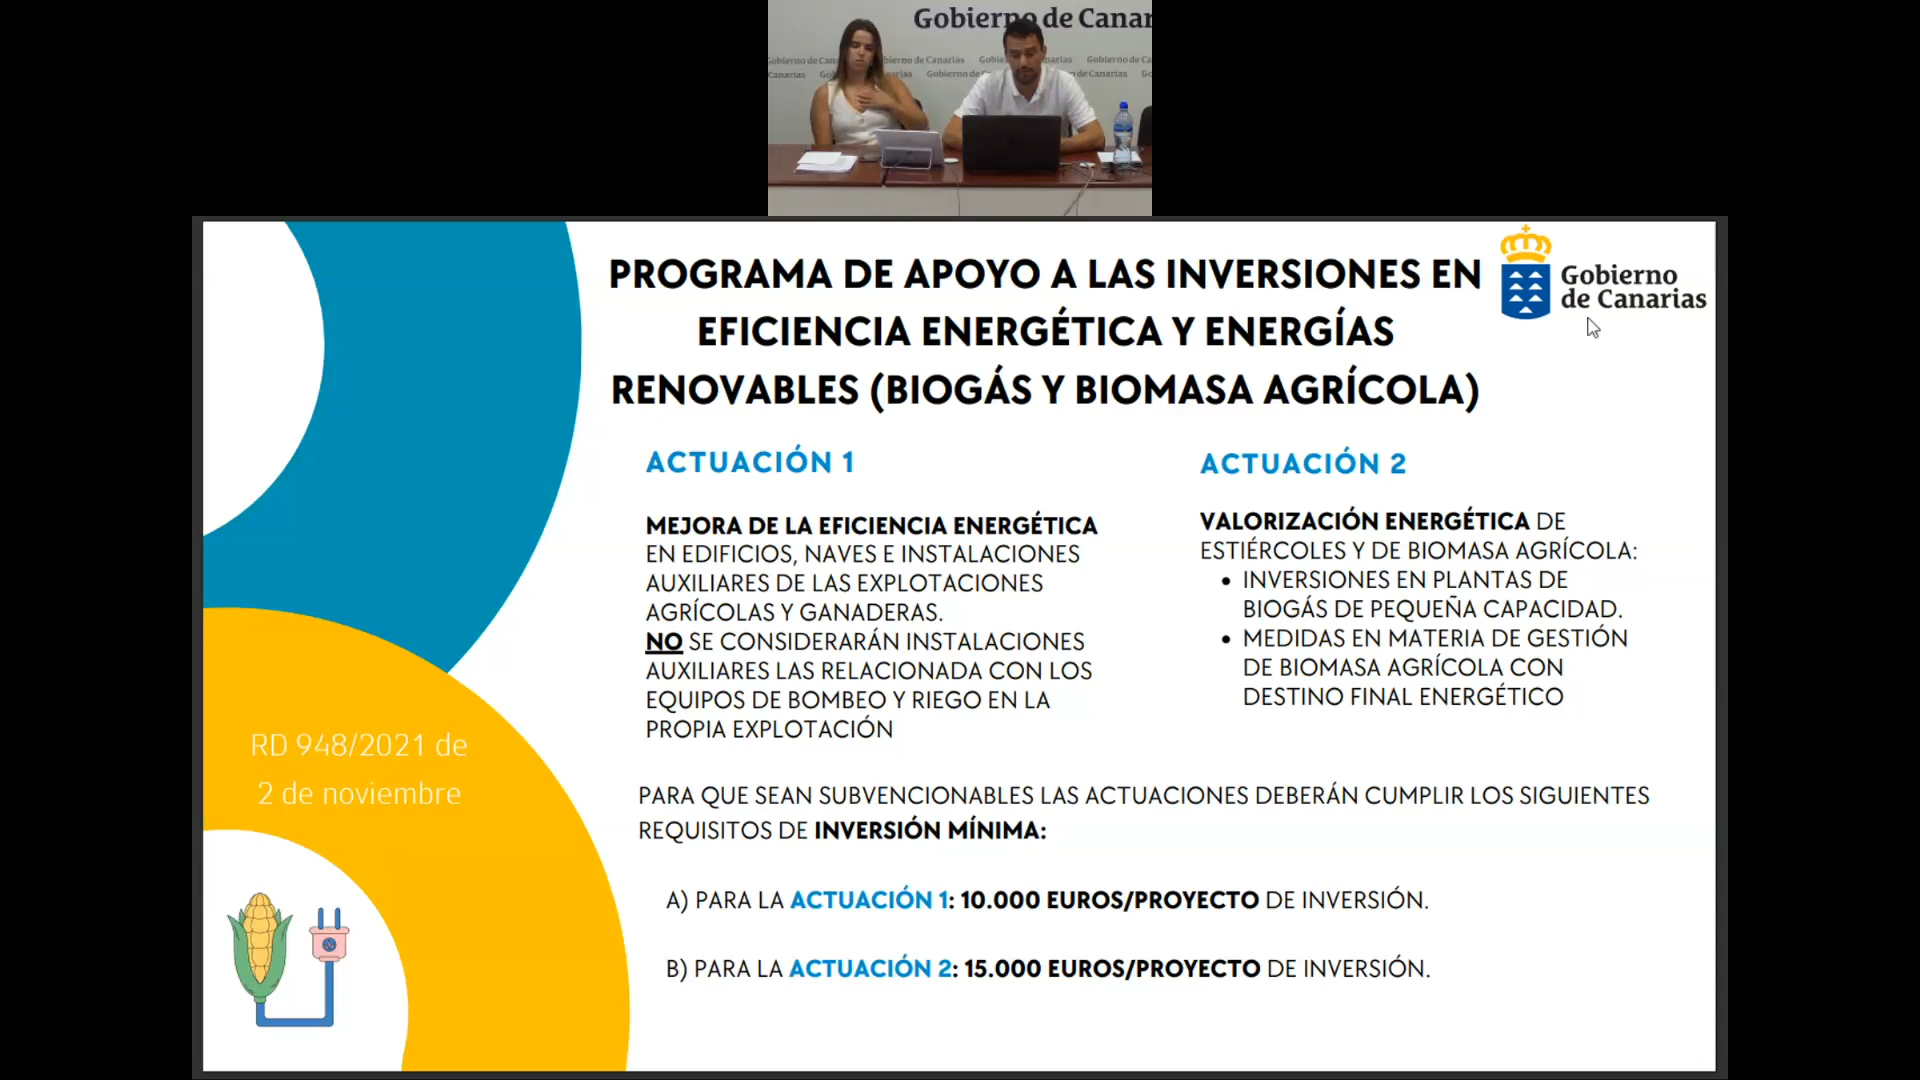 Gobierno de Canar
Gobierno de Canarias
Gobierno de Canarias
PROGRAMA DE APOYO A LAS INVERSIONES EN
EFICIENCIA ENERGÉTICA Y ENERGÍAS
RENOVABLES (BIOGÁS Y BIOMASA AGRÍCOLA)
Gobierno
de Canarias
ACTUACIÓN 1
MEJORA DE LA EFICIENCIA ENERGÉTICA
EN EDIFICIOS, NAVES E INSTALACIONES
AUXILIARES DE LAS EXPLOTACIONES
AGRÍCOLAS Y GANADERAS.
NO SE CONSIDERARÁN INSTALACIONES
AUXILIARES LAS RELACIONADA CON LOS
EQUIPOS DE BOMBEO Y RIEGO EN LA
PROPIA EXPLOTACIÓN
ACTUACIÓN 2
VALORIZACIÓN ENERGÉTICA DE
ESTIÉRCOLES Y DE BIOMASA AGRÍCOLA:
• INVERSIONES EN PLANTAS DE
BIOGÁS DE PEQUEÑA CAPACIDAD.
• MEDIDAS EN MATERIA DE GESTIÓN
DE BIOMASA AGRÍCOLA CON
DESTINO FINAL ENERGÉTICO
RD 948/2021 de
2 de noviembre
PARA QUE SEAN SUBVENCIONABLES LAS ACTUACIONES DEBERÁN CUMPLIR LOS SIGUIENTES
REQUISITOS DE INVERSIÓN MÍNIMA:
A) PARA LA ACTUACIÓN 1: 10.000 EUROS/PROYECTO DE INVERSIÓN.
B) PARA LA ACTUACIÓN 2: 15.000 EUROS/PROYECTO DE INVERSIÓN.